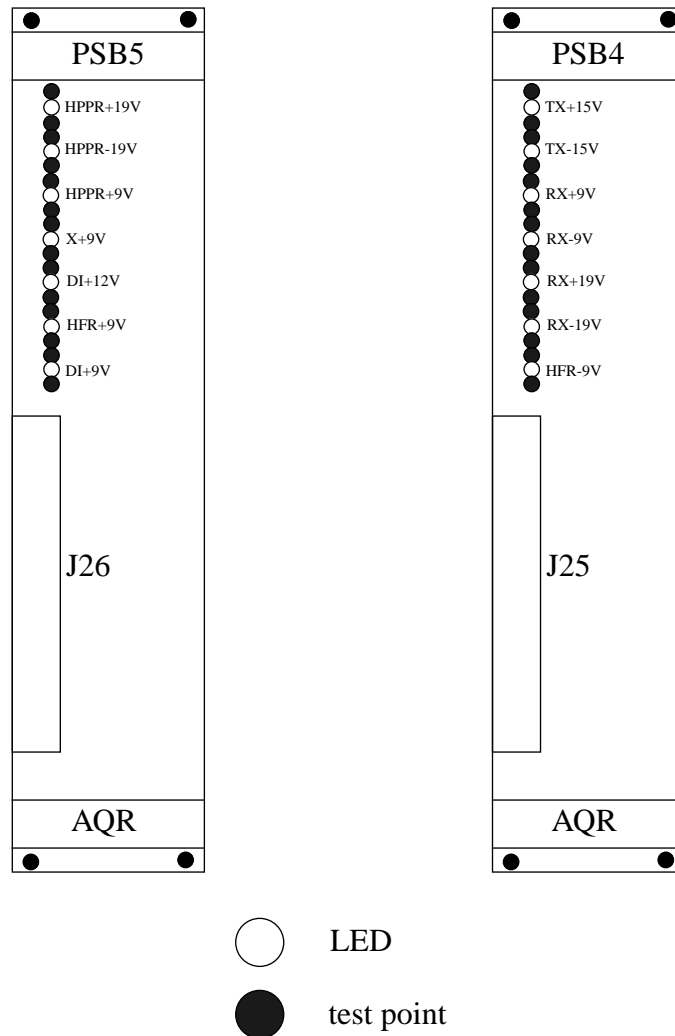 PSB5
HPPR+19V
HPPR-19V
HPPR+9V
X+9V
DI+12V
HFR+9V
DI+9V
J26
AQR
PSB4
TX+15V
TX-15V
RX+9V
RX-9V
RX+19V
RX-19V
HFR-9V
J25
AQR
LED
test point